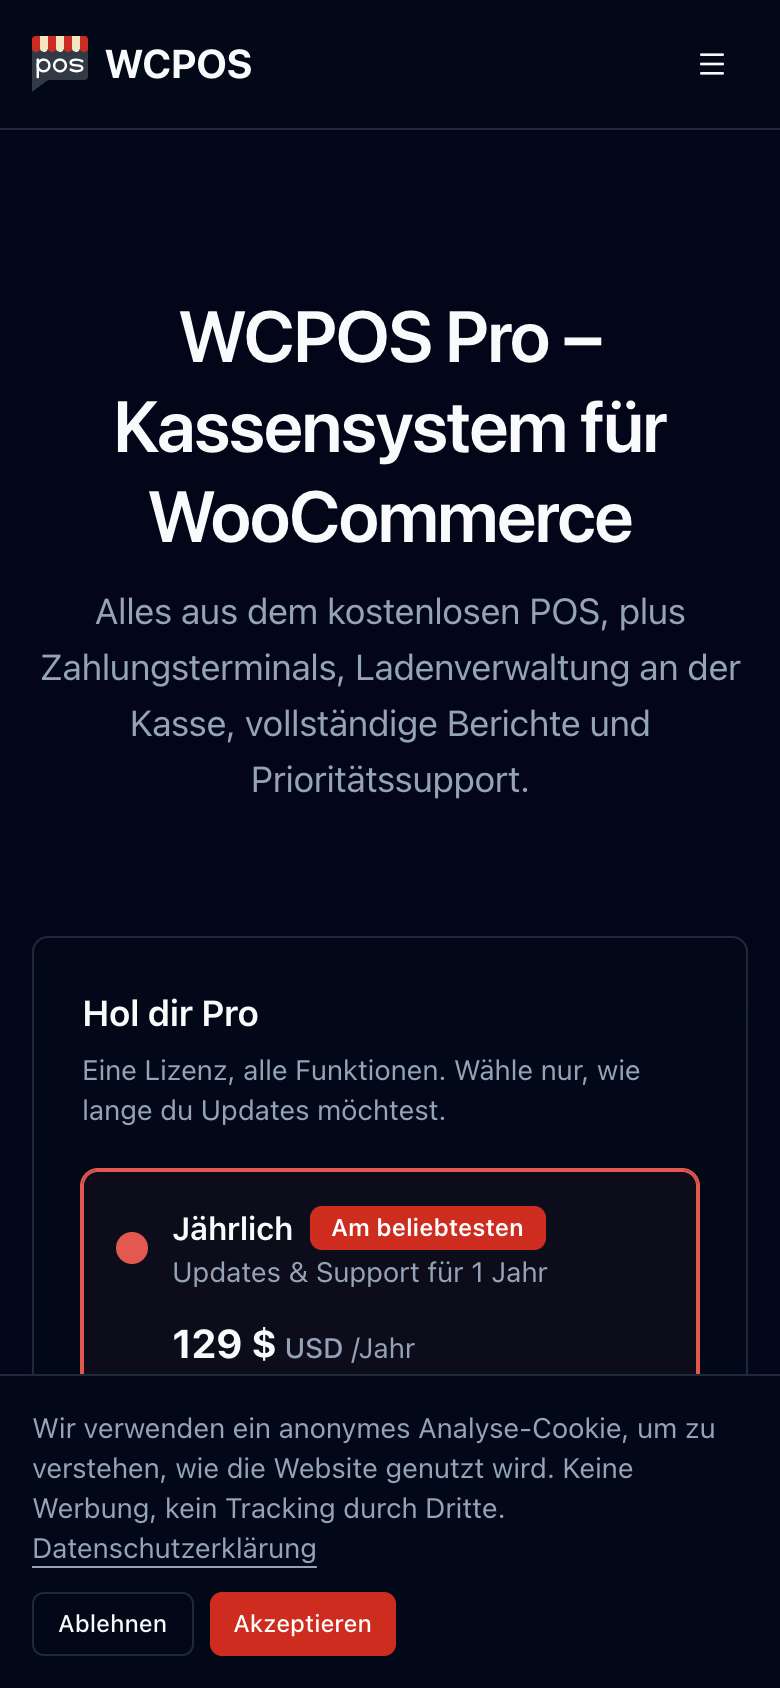 pos WCPOS
WCPOS Pro –
Kassensystem für
WooCommerce
Alles aus dem kostenlosen POS, plus
Zahlungsterminals, Ladenverwaltung an der
Kasse, vollständige Berichte und
Prioritätssupport.
Hol dir Pro
Eine Lizenz, alle Funktionen. Wähle nur, wie
lange du Updates möchtest.
Jährlich Am beliebtesten
Updates & Support für 1 Jahr
129 $ USD /Jahr
Wir verwenden ein anonymes Analyse-Cookie, um zu
verstehen, wie die Website genutzt wird. Keine
Werbung, kein Tracking durch Dritte.
Datenschutzerklärung
Ablehnen Akzeptieren